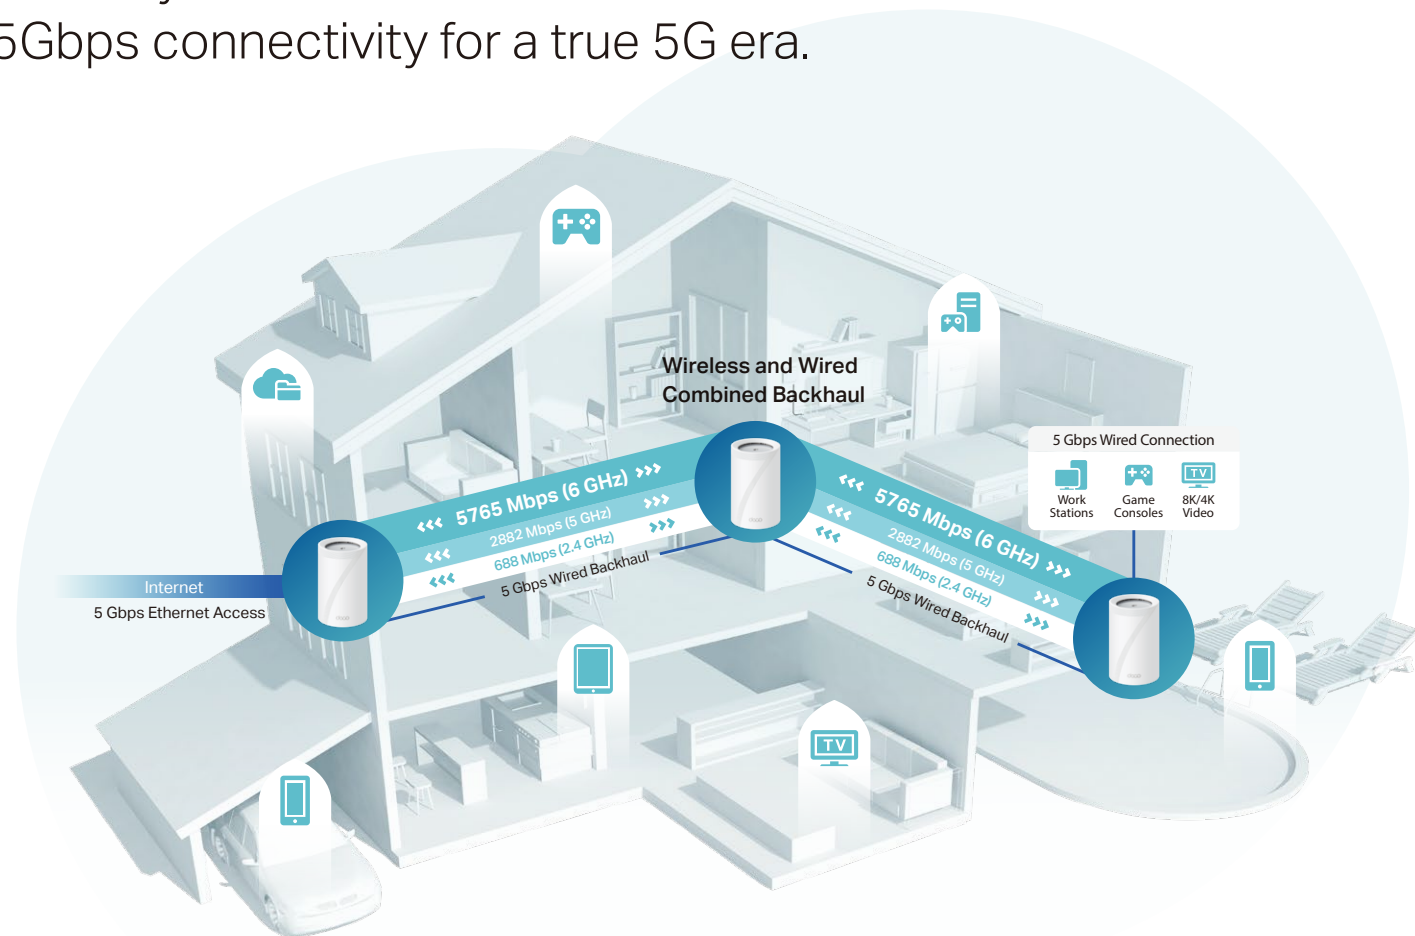 5Gbps connectivity for a true 5G era.
Wireless and Wired
Combined Backhaul
5 Gbps Wired Connection
Work
Stations
Game
Consoles
8K/4K
Video
TV
5765 Mbps (6 GHz)
2882 Mbps (5 GHz)
688 Mbps (2.4 GHz)
5 Gbps Wired Backhaul
5765 Mbps (6 GHz)
2882 Mbps (5 GHz)
688 Mbps (2.4 GHz)
5 Gbps Wired Backhaul
Internet
5 Gbps Ethernet Access
TV